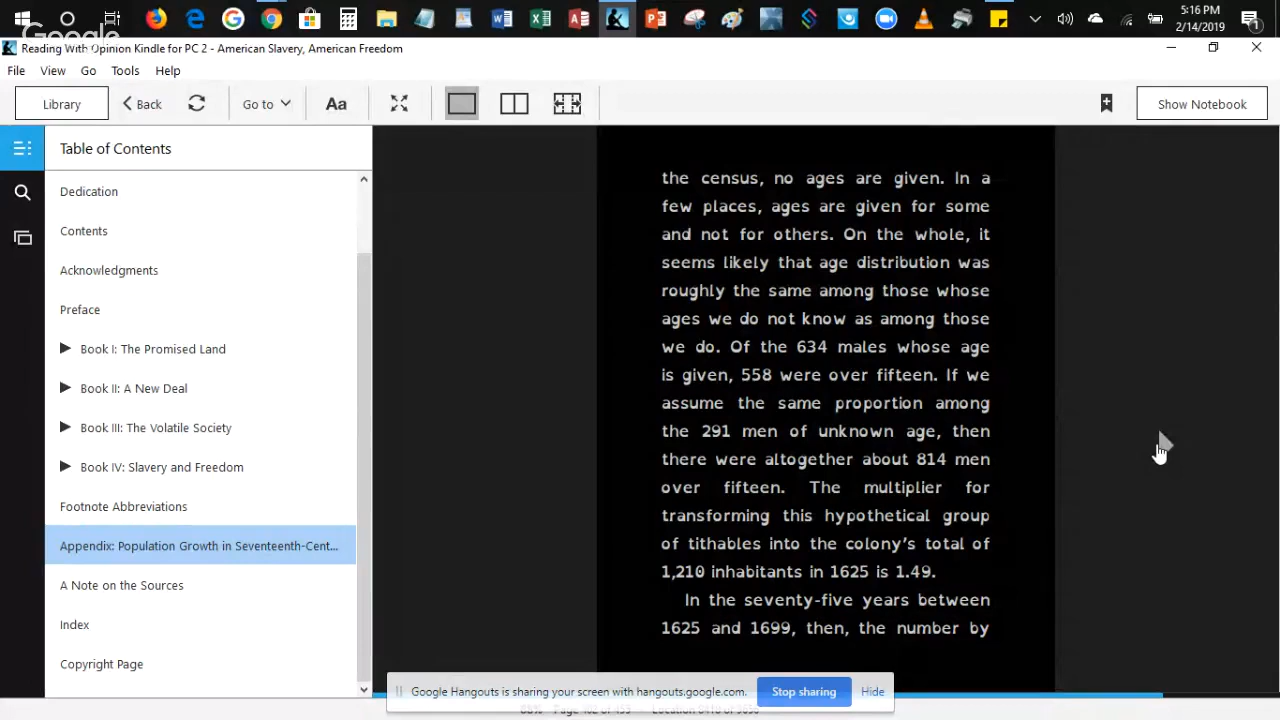 Google
5:16 PM
2/14/2019
1
Reading With Opinion Kindle for PC 2 - American Slavery, American Freedom
File View Go Tools Help
Library Back Go to Aa Show Notebook
Table of Contents
Dedication
Contents
Acknowledgments
Preface
Book I: The Promised Land
Book II: A New Deal
Book III: The Volatile Society
Book IV: Slavery and Freedom
Footnote Abbreviations
Appendix: Population Growth in Seventeenth-Cent...
A Note on the Sources
Index
Copyright Page
the census, no ages are given. In a
few places, ages are given for some
and not for others. On the whole, it
seems likely that age distribution was
roughly the same among those whose
ages we do not know as among those
we do. Of the 634 males whose age
is given, 558 were over fifteen. If we
assume the same proportion among
the 291 men of unknown age, then
there were altogether about 814 men
over fifteen. The multiplier for
transforming this hypothetical group
of tithables into the colony's total of
1,210 inhabitants in 1625 is 1.49.
In the seventy-five years between
1625 and 1699, then, the number by
Google Hangouts is sharing your screen with hangouts.google.com.
Stop sharing
Hide